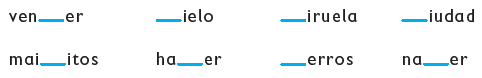 ven__er __ielo __iruela __iudad
mai__itos ha__er __erros na__er